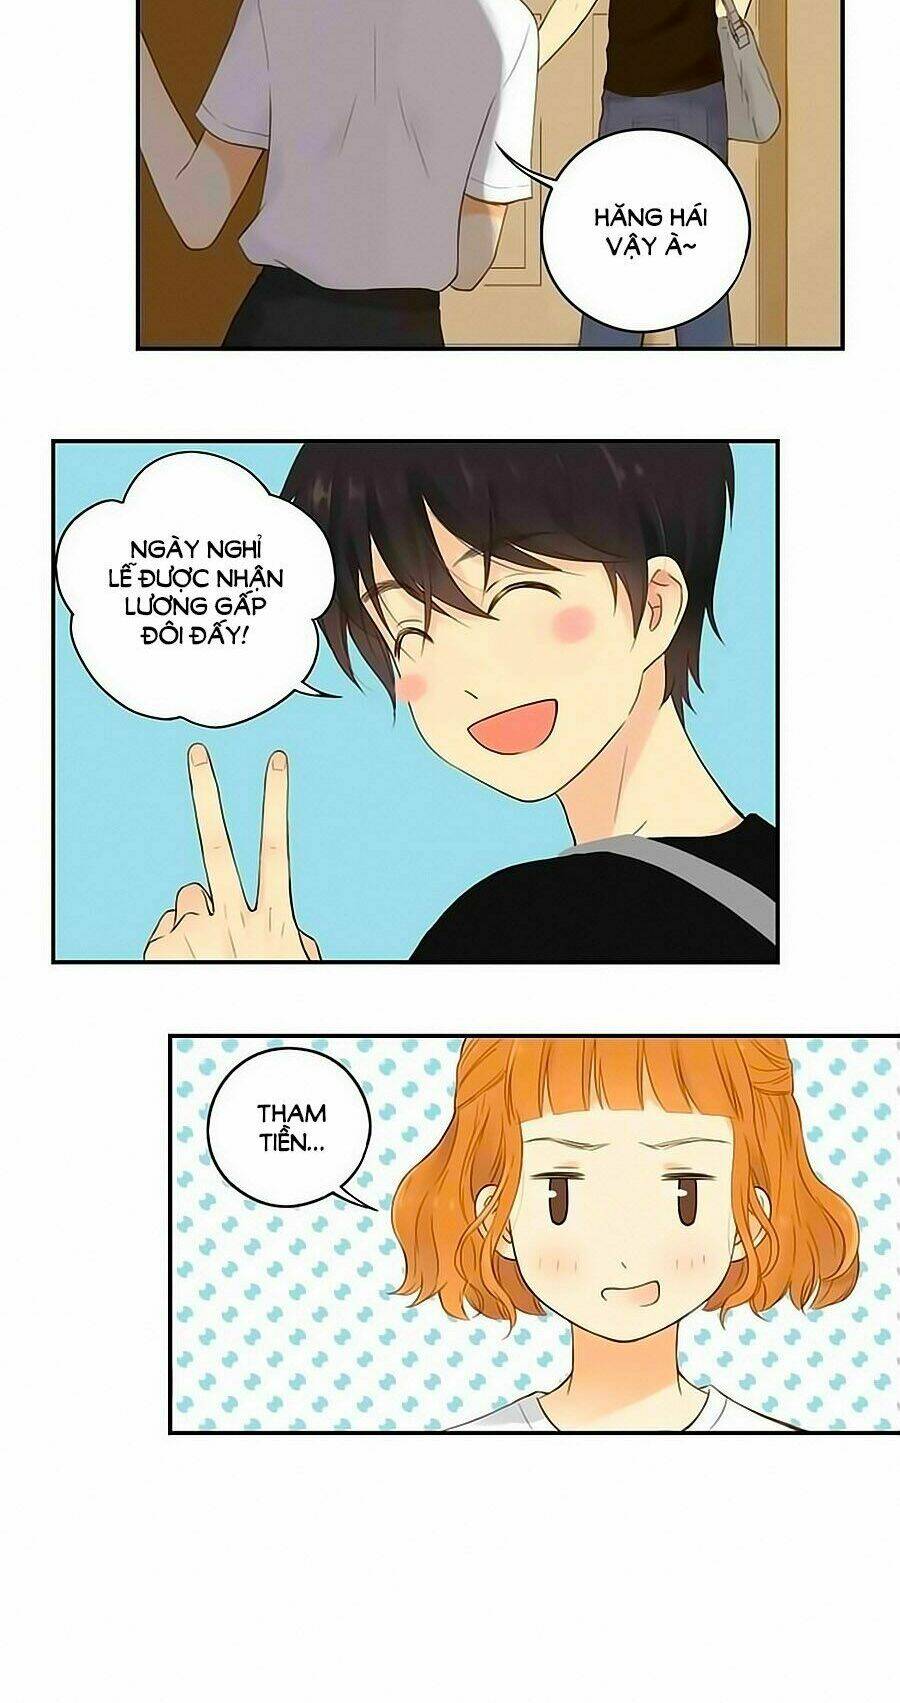 HĂNG HÁI
VẬY À~
NGÀY NGHỈ
LỄ ĐƯỢC NHẬN
LƯƠNG GẤP
ĐÔI ĐẤY!
THAM
TIỀN...